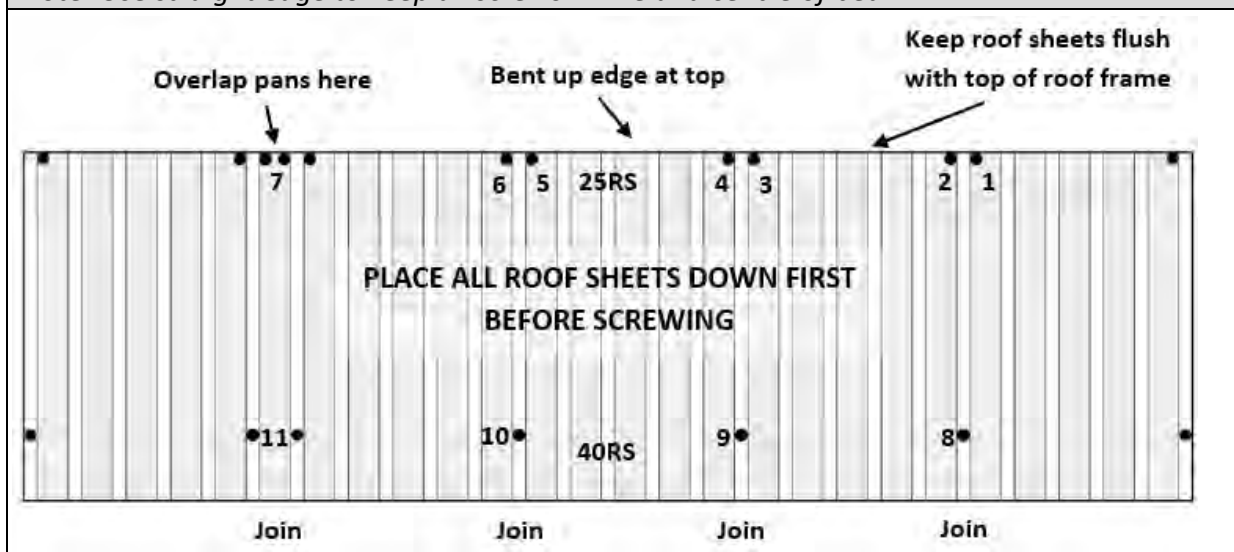 Keep roof sheets flush
Overlap pans here
Bent up edge at top
with top of roof frame
7
6
5
25RS
4
3
2
1
PLACE ALL ROOF SHEETS DOWN FIRST
BEFORE SCREWING
11
10
40RS
9
8
Join
Join
Join
Join